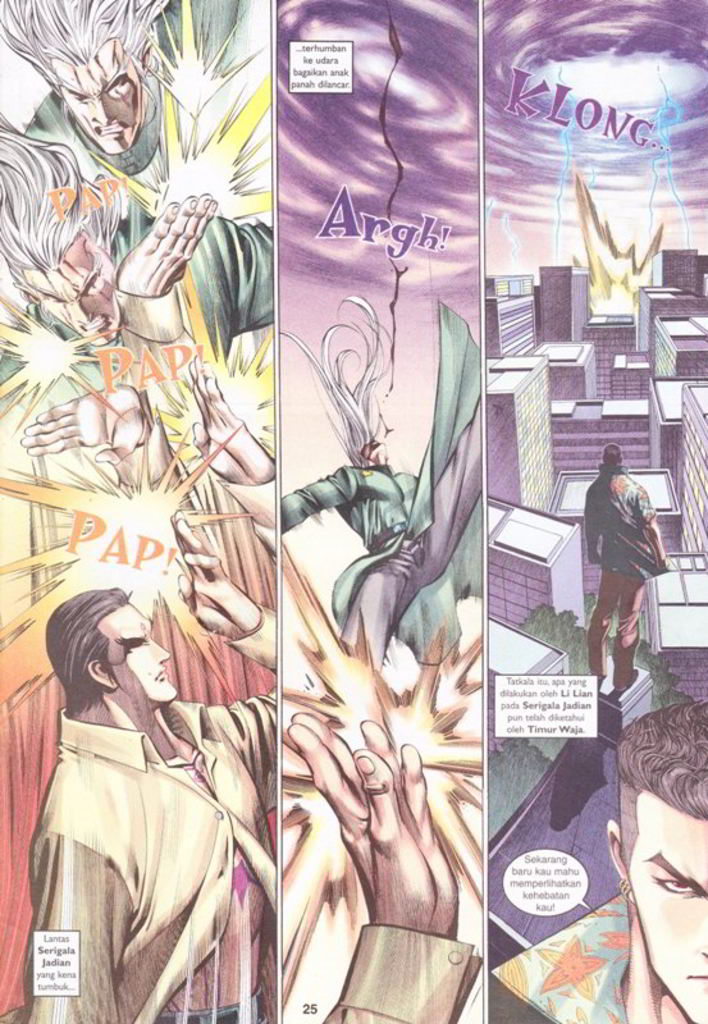 PAP!
PAP!
PAP!
Lantas
Serigala
Jadian
yang kena
tumbuk...
...terhumban
ke udara
bagaikan anak
panah dilancar.
Argh!
25
KLONG...
Tatkala itu, apa yang
dilakukan oleh Li Lian
pada Serigala Jadian
pun telah diketahui
oleh Timur Waja.
Sekarang
baru kau mahu
memperlihatkan
kehebatan
kau!